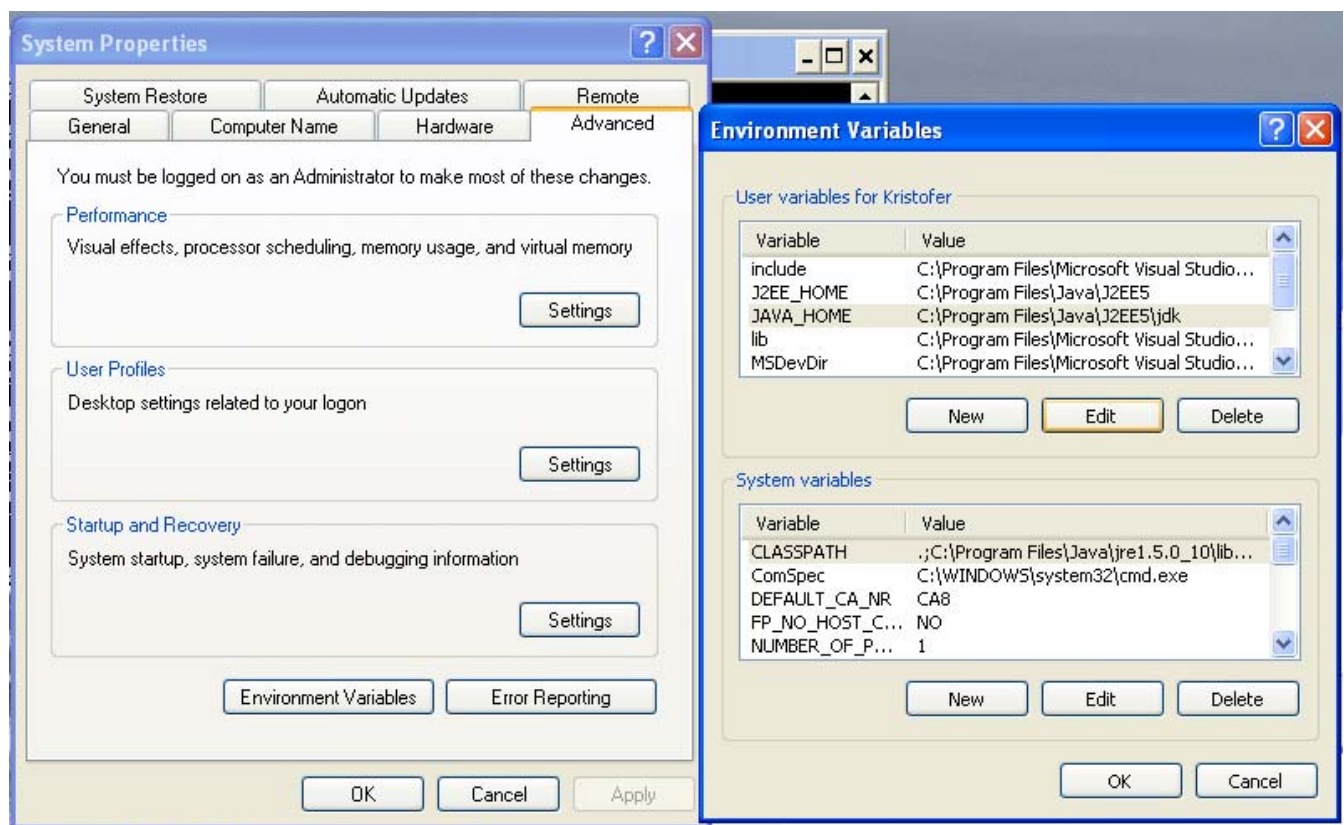 System Properties
System Restore Automatic Updates Remote
General Computer Name Hardware Advanced
You must be logged on as an Administrator to make most of these changes.
Performance
Visual effects, processor scheduling, memory usage, and virtual memory
Settings
User Profiles
Desktop settings related to your logon
Settings
Startup and Recovery
System startup, system failure, and debugging information
Settings
Environment Variables Error Reporting
OK Cancel Apply
Environment Variables
User variables for Kristofer
Variable Value
include C:\Program Files\Microsoft Visual Studio...
J2EE_HOME C:\Program Files\Java\J2EE5
JAVA_HOME C:\Program Files\Java\J2EE5\jdk
lib C:\Program Files\Microsoft Visual Studio...
MSDevDir C:\Program Files\Microsoft Visual Studio...
New Edit Delete
System variables
Variable Value
CLASSPATH .;C:\Program Files\Java\jre1.5.0_10\lib...
ComSpec C:\WINDOWS\system32\cmd.exe
DEFAULT_CA_NR CA8
FP_NO_HOST_C... NO
NUMBER_OF_P... 1
New Edit Delete
OK Cancel